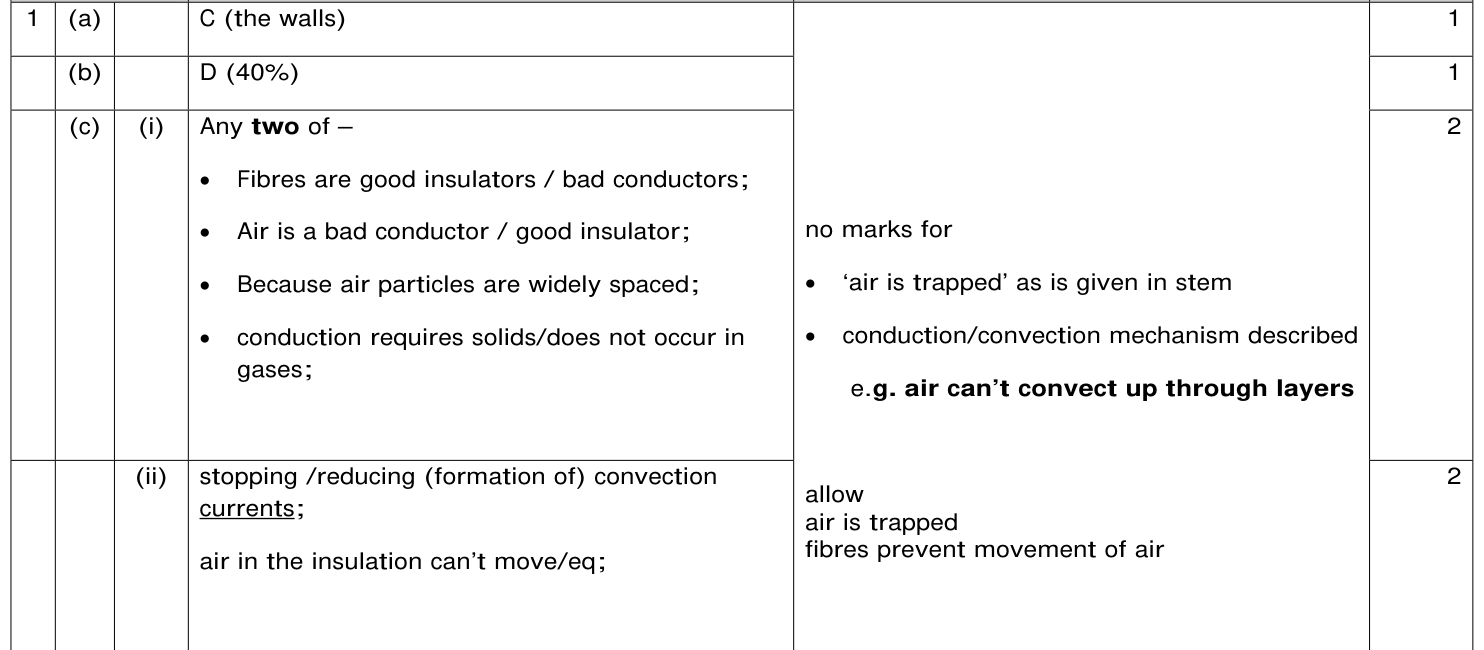 1 (a) C (the walls) 1
(b) D (40%) 1
(c) (i) Any two of – 2
• Fibres are good insulators / bad conductors;
• Air is a bad conductor / good insulator;
no marks for
• Because air particles are widely spaced;
• ‘air is trapped’ as is given in stem
• conduction requires solids/does not occur in
gases;
• conduction/convection mechanism described
e.g. air can’t convect up through layers
(ii) stopping /reducing (formation of) convection 2
currents;
air in the insulation can’t move/eq;
allow
air is trapped
fibres prevent movement of air